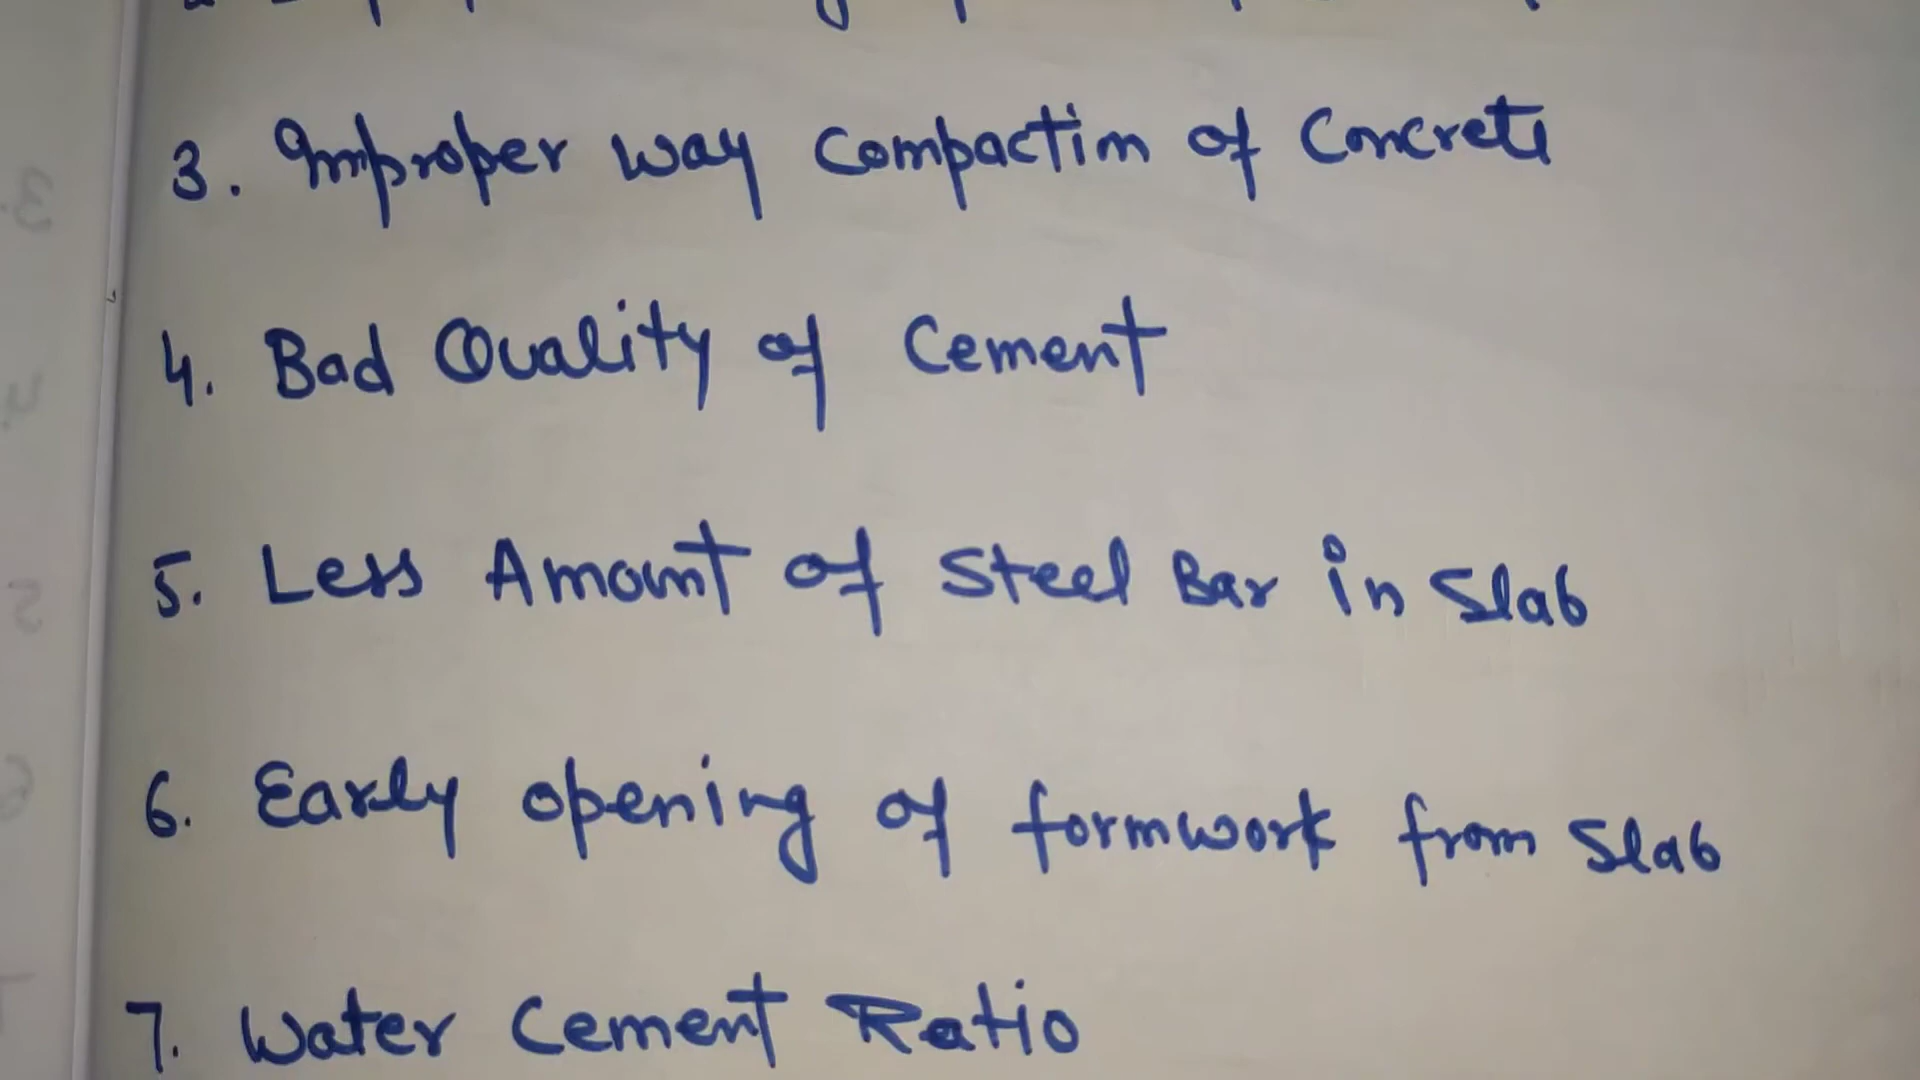 3. Improper way Compaction of Concrete
4. Bad Quality of Cement
5. Less Amount of Steel Bar in Slab
6. Early opening of formwork from Slab
7. Water Cement Ratio